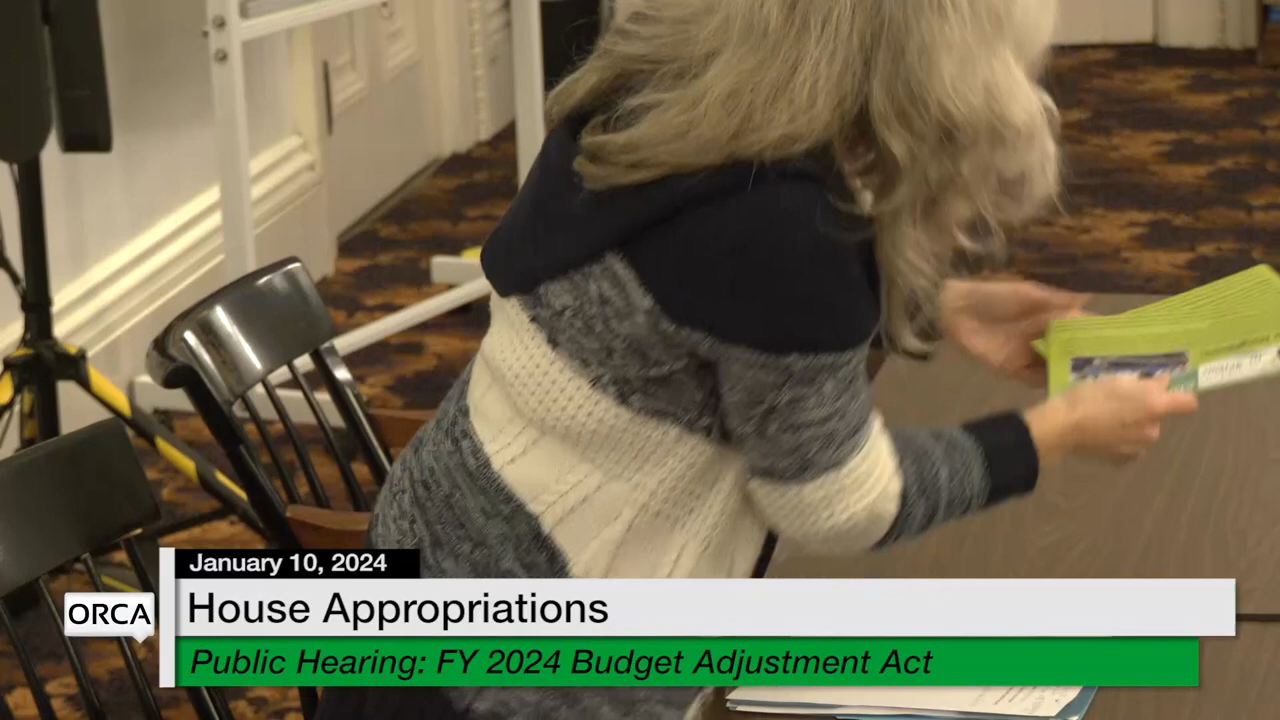 January 10, 2024
ORCA
House Appropriations
Public Hearing: FY 2024 Budget Adjustment Act